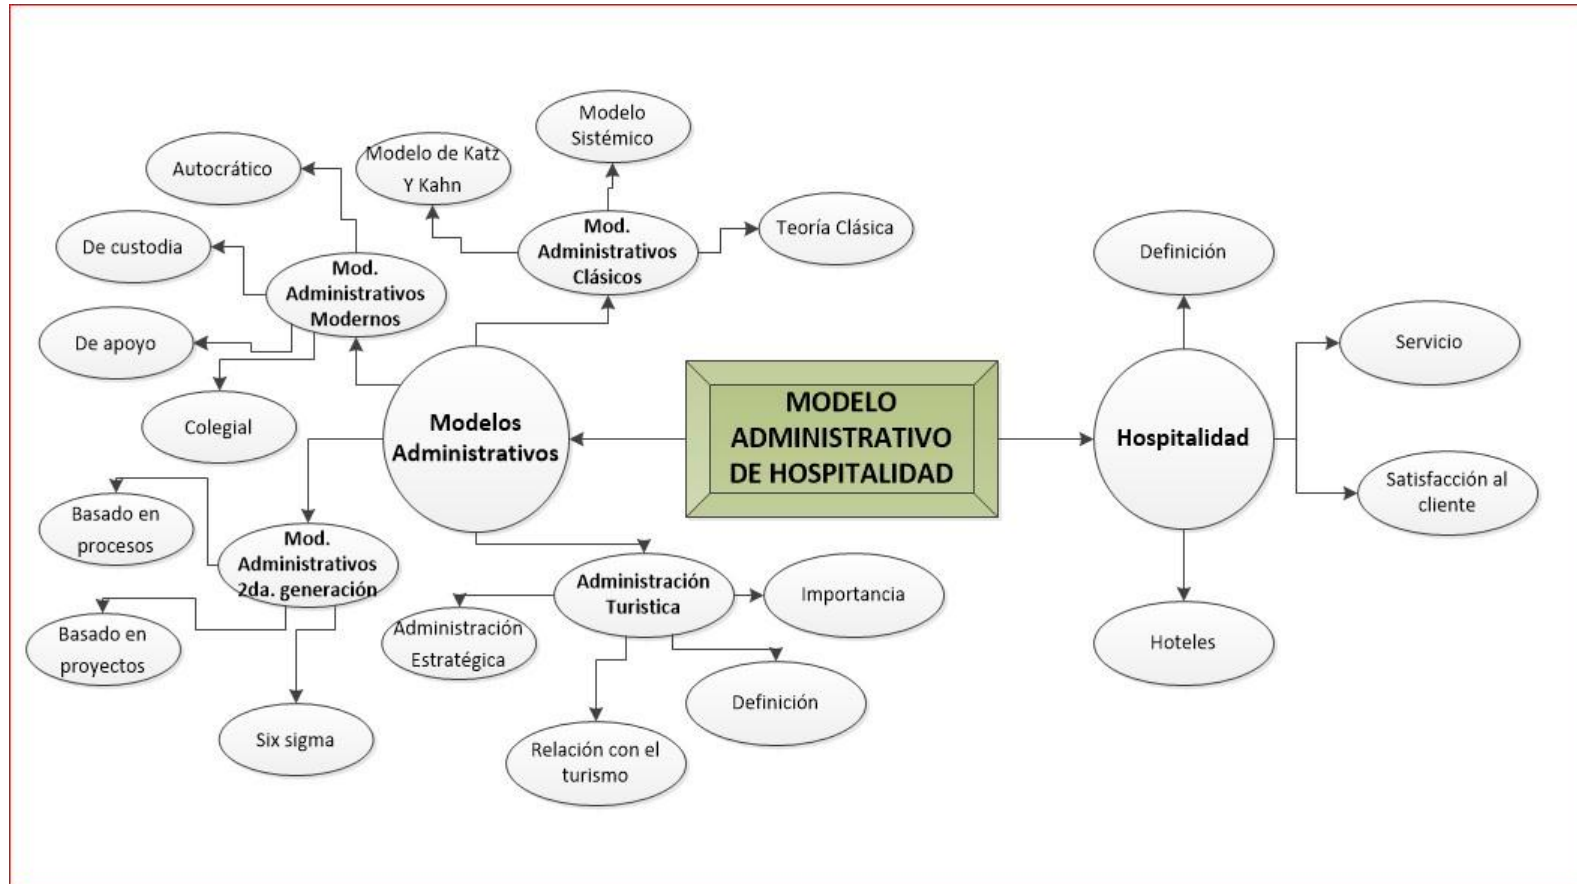 Modelo
Sistémico
Modelo de Katz
Y Kahn
Autocrático
Mod.
Administrativos
Clásicos
Teoría Clásica
De custodia
Mod.
Administrativos
Modernos
De apoyo
Colegial
Modelos
Administrativos
MODELO
ADMINISTRATIVO
DE HOSPITALIDAD
Hospitalidad
Definición
Servicio
Satisfacción al
cliente
Hoteles
Basado en
procesos
Mod.
Administrativos
2da. generación
Basado en
proyectos
Six sigma
Administración
Turistica
Importancia
Administración
Estratégica
Definición
Relación con el
turismo